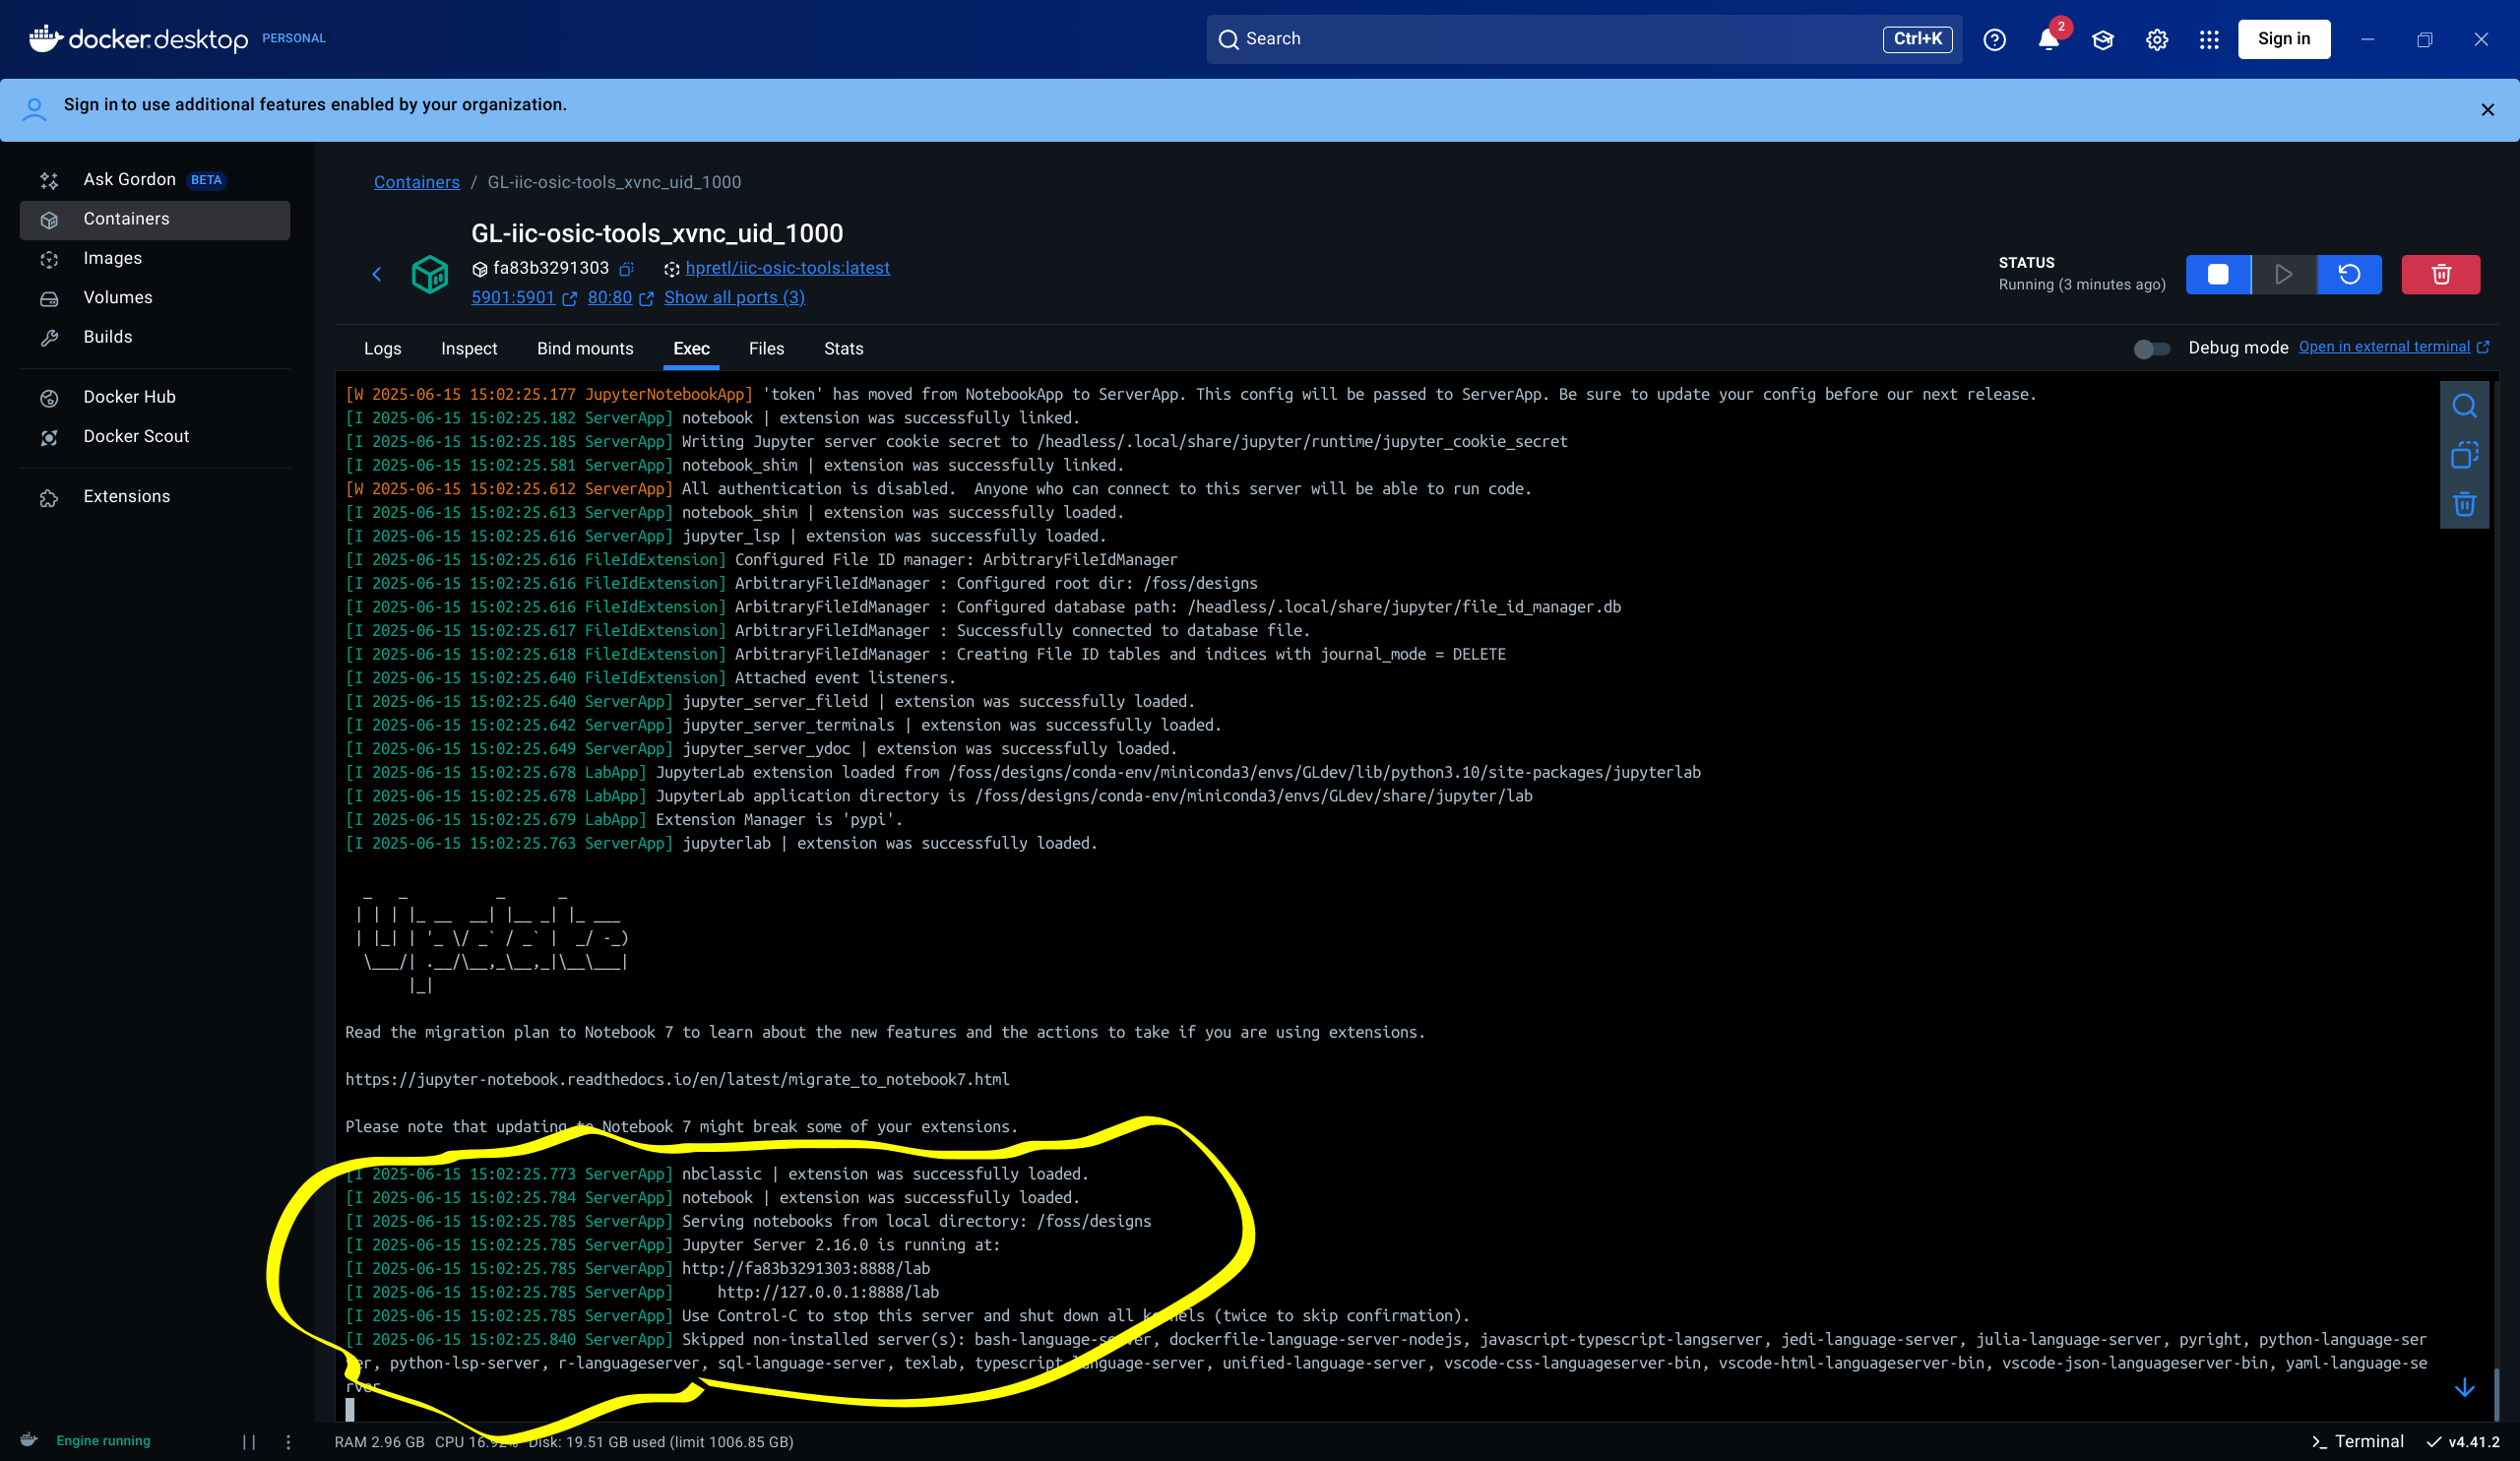 docker.desktop PERSONAL
Search Ctrl+K
2
Sign in
Sign in to use additional features enabled by your organization.
Ask Gordon BETA
Containers
Images
Volumes
Builds
Docker Hub
Docker Scout
Extensions
Containers / GL-iic-osic-tools_xvnc_uid_1000
GL-iic-osic-tools_xvnc_uid_1000
fa83b3291303 hpretl/iic-osic-tools:latest
5901:5901 80:80 Show all ports (3)
STATUS
Running (3 minutes ago)
Logs Inspect Bind mounts Exec Files Stats
Debug mode Open in external terminal
[W 2025-06-15 15:02:25.177 JupyterNotebookApp] 'token' has moved from NotebookApp to ServerApp. This config will be passed to ServerApp. Be sure to update your config before our next release.
[I 2025-06-15 15:02:25.182 ServerApp] notebook | extension was successfully linked.
[I 2025-06-15 15:02:25.185 ServerApp] Writing Jupyter server cookie secret to /headless/.local/share/jupyter/runtime/jupyter_cookie_secret
[I 2025-06-15 15:02:25.581 ServerApp] notebook_shim | extension was successfully linked.
[W 2025-06-15 15:02:25.612 ServerApp] All authentication is disabled.  Anyone who can connect to this server will be able to run code.
[I 2025-06-15 15:02:25.613 ServerApp] notebook_shim | extension was successfully loaded.
[I 2025-06-15 15:02:25.616 ServerApp] jupyter_lsp | extension was successfully loaded.
[I 2025-06-15 15:02:25.616 FileIdExtension] Configured File ID manager: ArbitraryFileIdManager
[I 2025-06-15 15:02:25.616 FileIdExtension] ArbitraryFileIdManager : Configured root dir: /foss/designs
[I 2025-06-15 15:02:25.616 FileIdExtension] ArbitraryFileIdManager : Configured database path: /headless/.local/share/jupyter/file_id_manager.db
[I 2025-06-15 15:02:25.617 FileIdExtension] ArbitraryFileIdManager : Successfully connected to database file.
[I 2025-06-15 15:02:25.618 FileIdExtension] ArbitraryFileIdManager : Creating File ID tables and indices with journal_mode = DELETE
[I 2025-06-15 15:02:25.640 FileIdExtension] Attached event listeners.
[I 2025-06-15 15:02:25.640 ServerApp] jupyter_server_fileid | extension was successfully loaded.
[I 2025-06-15 15:02:25.642 ServerApp] jupyter_server_terminals | extension was successfully loaded.
[I 2025-06-15 15:02:25.649 ServerApp] jupyter_server_ydoc | extension was successfully loaded.
[I 2025-06-15 15:02:25.678 LabApp] JupyterLab extension loaded from /foss/designs/conda-env/miniconda3/envs/GLdev/lib/python3.10/site-packages/jupyterlab
[I 2025-06-15 15:02:25.678 LabApp] JupyterLab application directory is /foss/designs/conda-env/miniconda3/envs/GLdev/share/jupyter/lab
[I 2025-06-15 15:02:25.679 LabApp] Extension Manager is 'pypi'.
[I 2025-06-15 15:02:25.763 ServerApp] jupyterlab | extension was successfully loaded.
Update
Read the migration plan to Notebook 7 to learn about the new features and the actions to take if you are using extensions.
https://jupyter-notebook.readthedocs.io/en/latest/migrate_to_notebook7.html
Please note that updating to Notebook 7 might break some of your extensions.
[I 2025-06-15 15:02:25.773 ServerApp] nbclassic | extension was successfully loaded.
[I 2025-06-15 15:02:25.784 ServerApp] notebook | extension was successfully loaded.
[I 2025-06-15 15:02:25.785 ServerApp] Serving notebooks from local directory: /foss/designs
[I 2025-06-15 15:02:25.785 ServerApp] Jupyter Server 2.16.0 is running at:
[I 2025-06-15 15:02:25.785 ServerApp] http://fa83b3291303:8888/lab
[I 2025-06-15 15:02:25.785 ServerApp]     http://127.0.0.1:8888/lab
[I 2025-06-15 15:02:25.785 ServerApp] Use Control-C to stop this server and shut down all kernels (twice to skip confirmation).
[I 2025-06-15 15:02:25.840 ServerApp] Skipped non-installed server(s): bash-language-server, dockerfile-language-server-nodejs, javascript-typescript-langserver, jedi-language-server, julia-language-server, pyright, python-language-ser
ver, python-lsp-server, r-languageserver, sql-language-server, texlab, typescript-language-server, unified-language-server, vscode-css-languageserver-bin, vscode-html-languageserver-bin, vscode-json-languageserver-bin, yaml-language-se
rver
Engine running
RAM 2.96 GB CPU 16.92% Disk: 19.51 GB used (limit 1006.85 GB)
Terminal v4.41.2